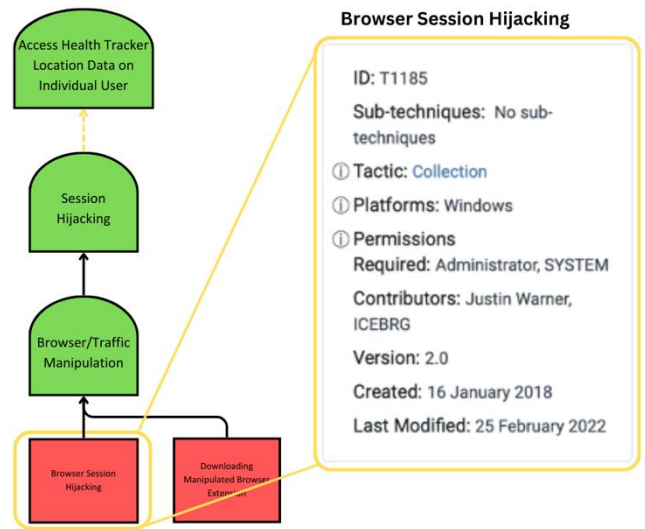 Browser Session Hijacking
Access Health Tracker
Location Data on
Individual User
Session
Hijacking
Browser/Traffic
Manipulation
Browser Session
Hijacking
Downloading
Manipulated Browser
Extension
ID: T1185
Sub-techniques: No sub-
techniques
ⓘ Tactic: Collection
ⓘ Platforms: Windows
ⓘ Permissions
Required: Administrator, SYSTEM
Contributors: Justin Warner,
ICEBRG
Version: 2.0
Created: 16 January 2018
Last Modified: 25 February 2022